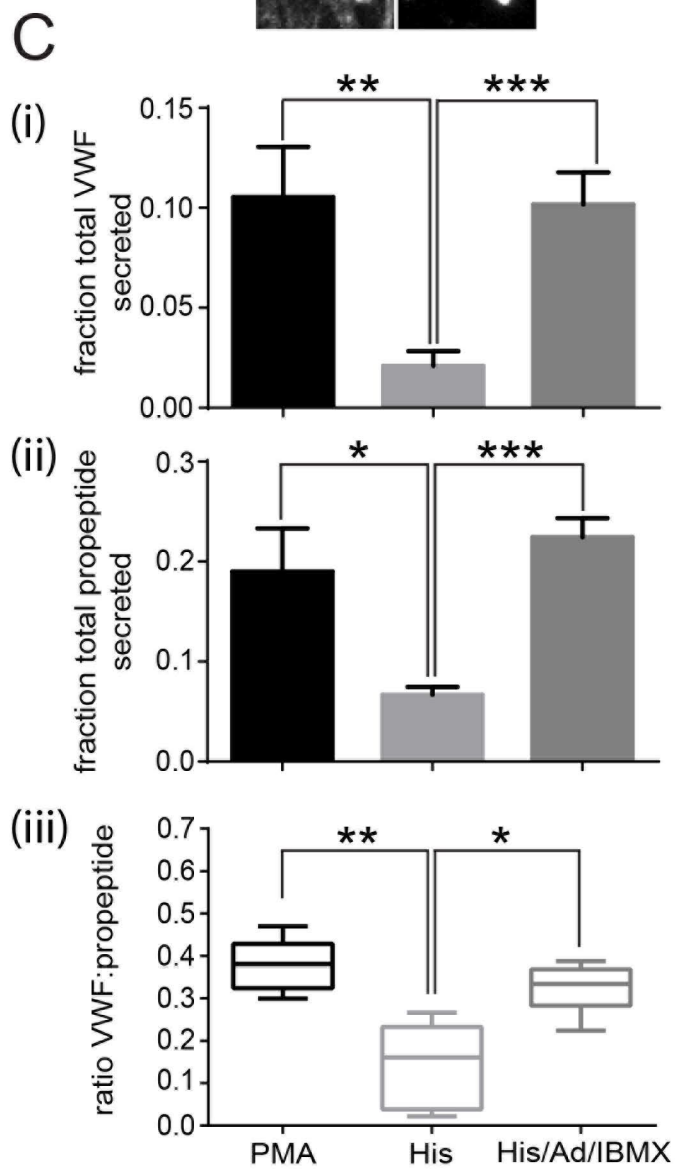 C
(i)
fraction total VWF
secreted
0.15
0.10
0.05
0.00
** ***
(ii)
fraction total propeptide
secreted
0.3
0.2
0.1
0.0
* ***
(iii)
ratio VWF:propeptide
0.7
0.6
0.5
0.4
0.3
0.2
0.1
0.0
** *
PMA His His/Ad/IBMX